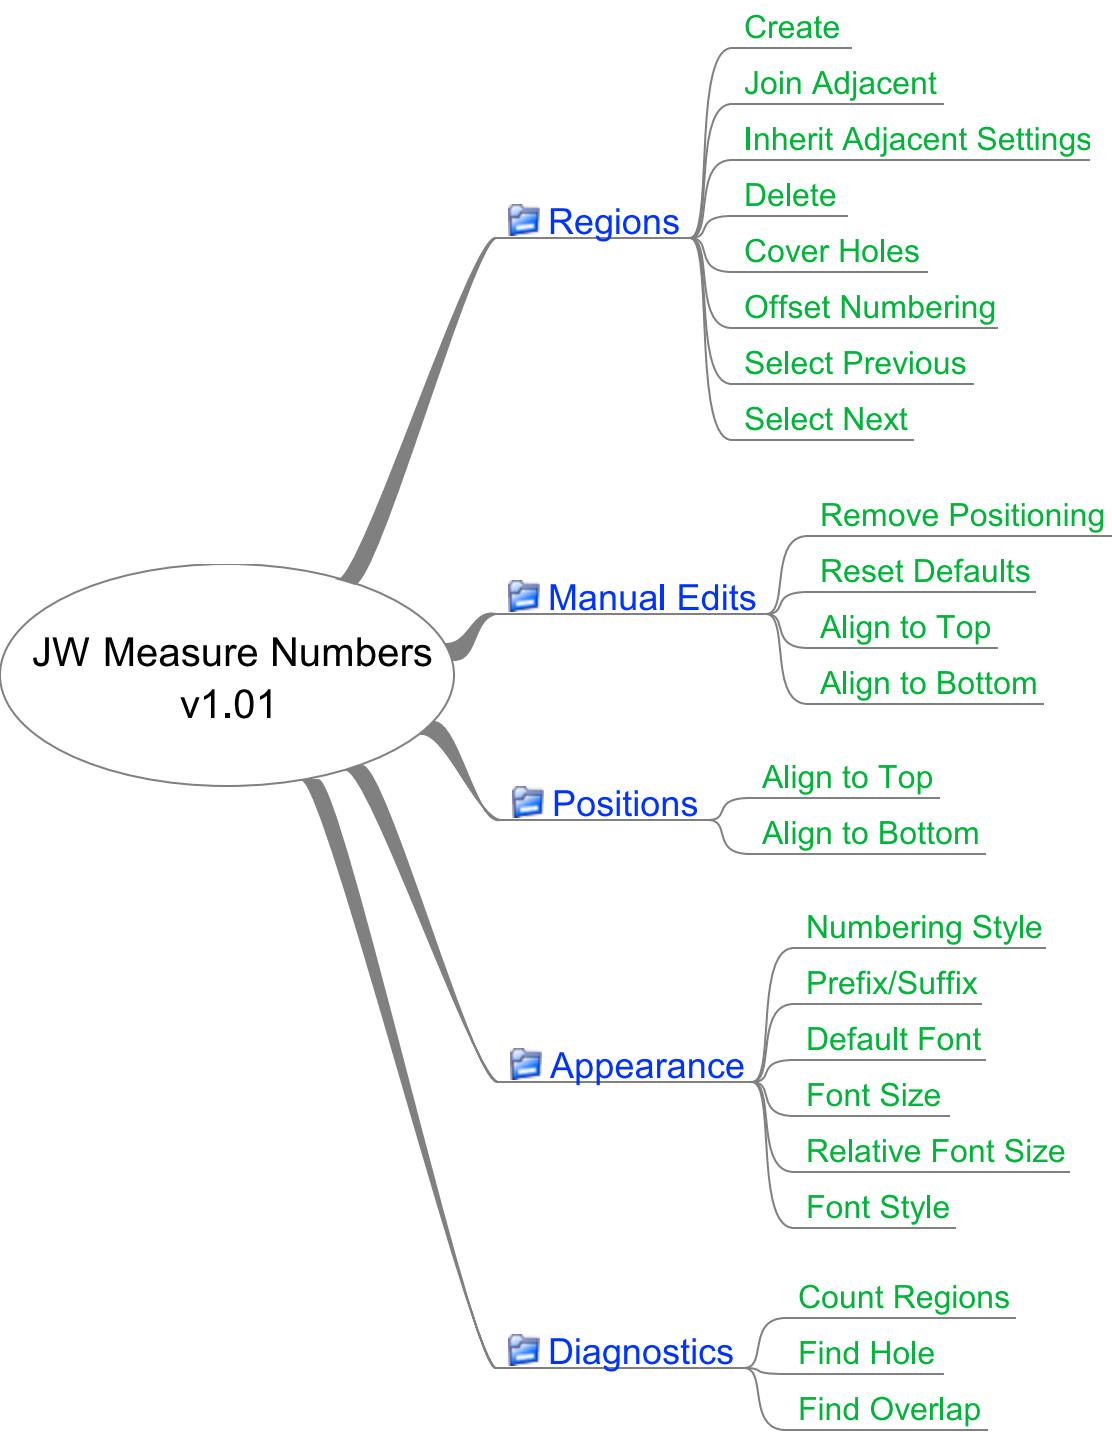 JW Measure Numbers
v1.01
Regions
Create
Join Adjacent
Inherit Adjacent Settings
Delete
Cover Holes
Offset Numbering
Select Previous
Select Next
Manual Edits
Remove Positioning
Reset Defaults
Align to Top
Align to Bottom
Positions
Align to Top
Align to Bottom
Appearance
Numbering Style
Prefix/Suffix
Default Font
Font Size
Relative Font Size
Font Style
Diagnostics
Count Regions
Find Hole
Find Overlap